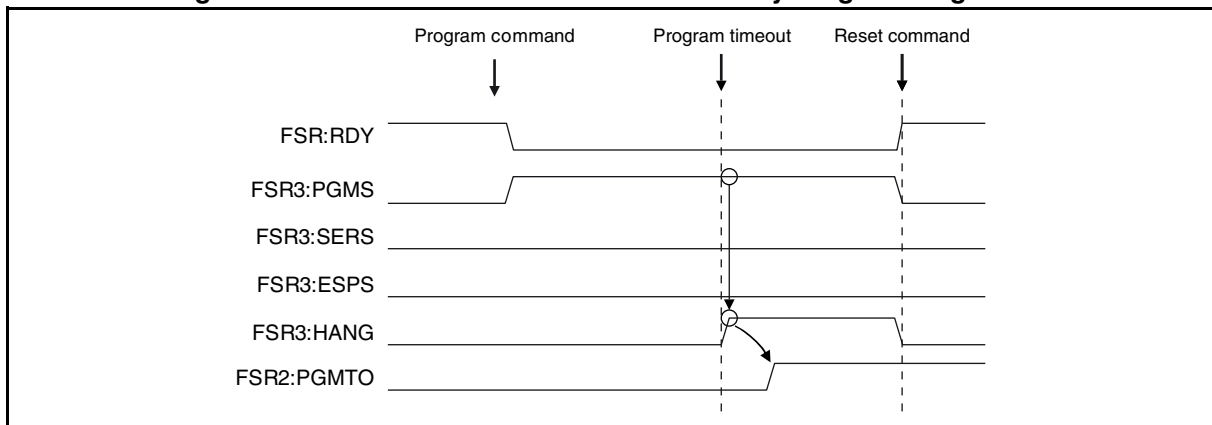 Program command Program timeout Reset command
FSR:RDY
FSR3:PGMS
FSR3:SERS
FSR3:ESPS
FSR3:HANG
FSR2:PGMTO